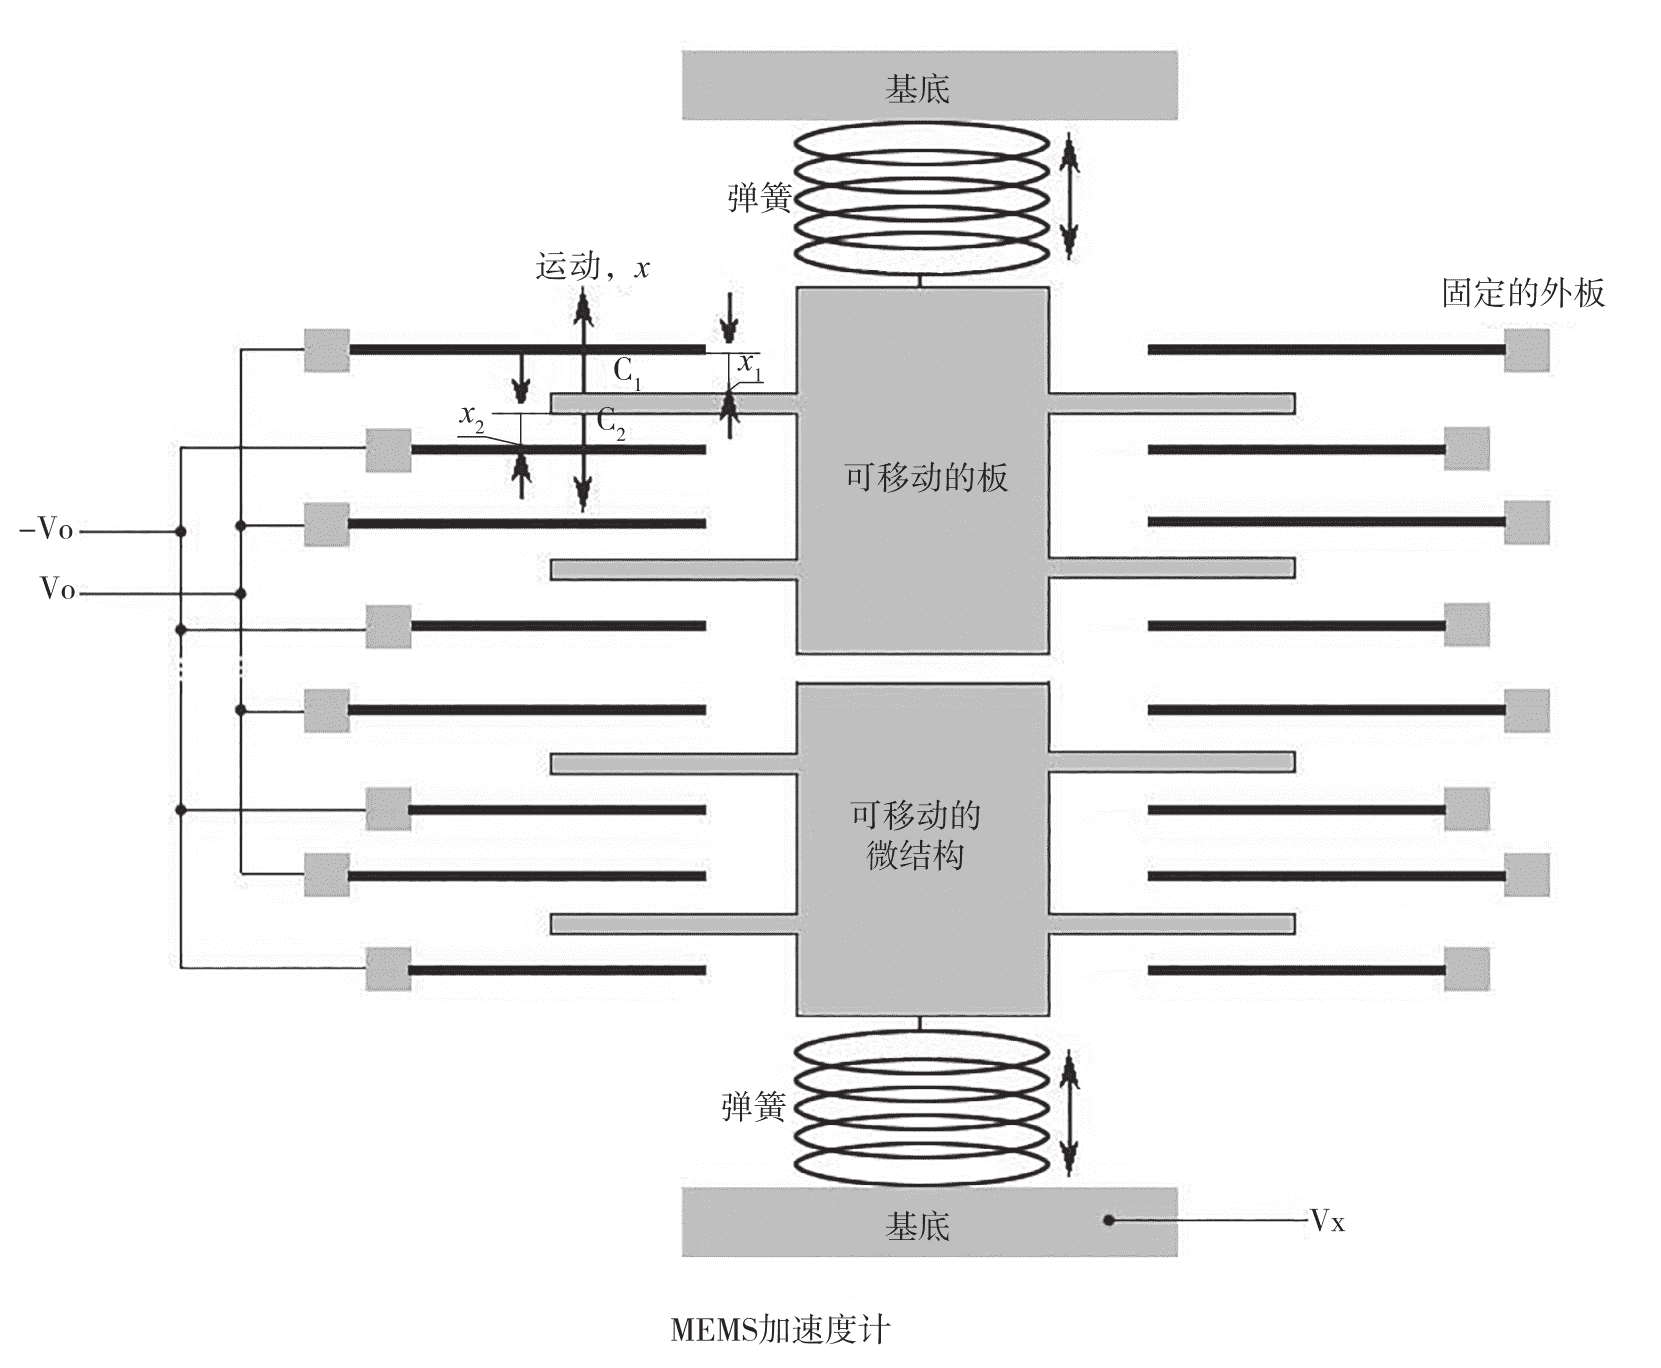 基底
弹簧
运动，x
固定的外板
C1
x1
x2
C2
可移动的板
-Vo
Vo
可移动的
微结构
弹簧
基底
Vx
MEMS加速度计